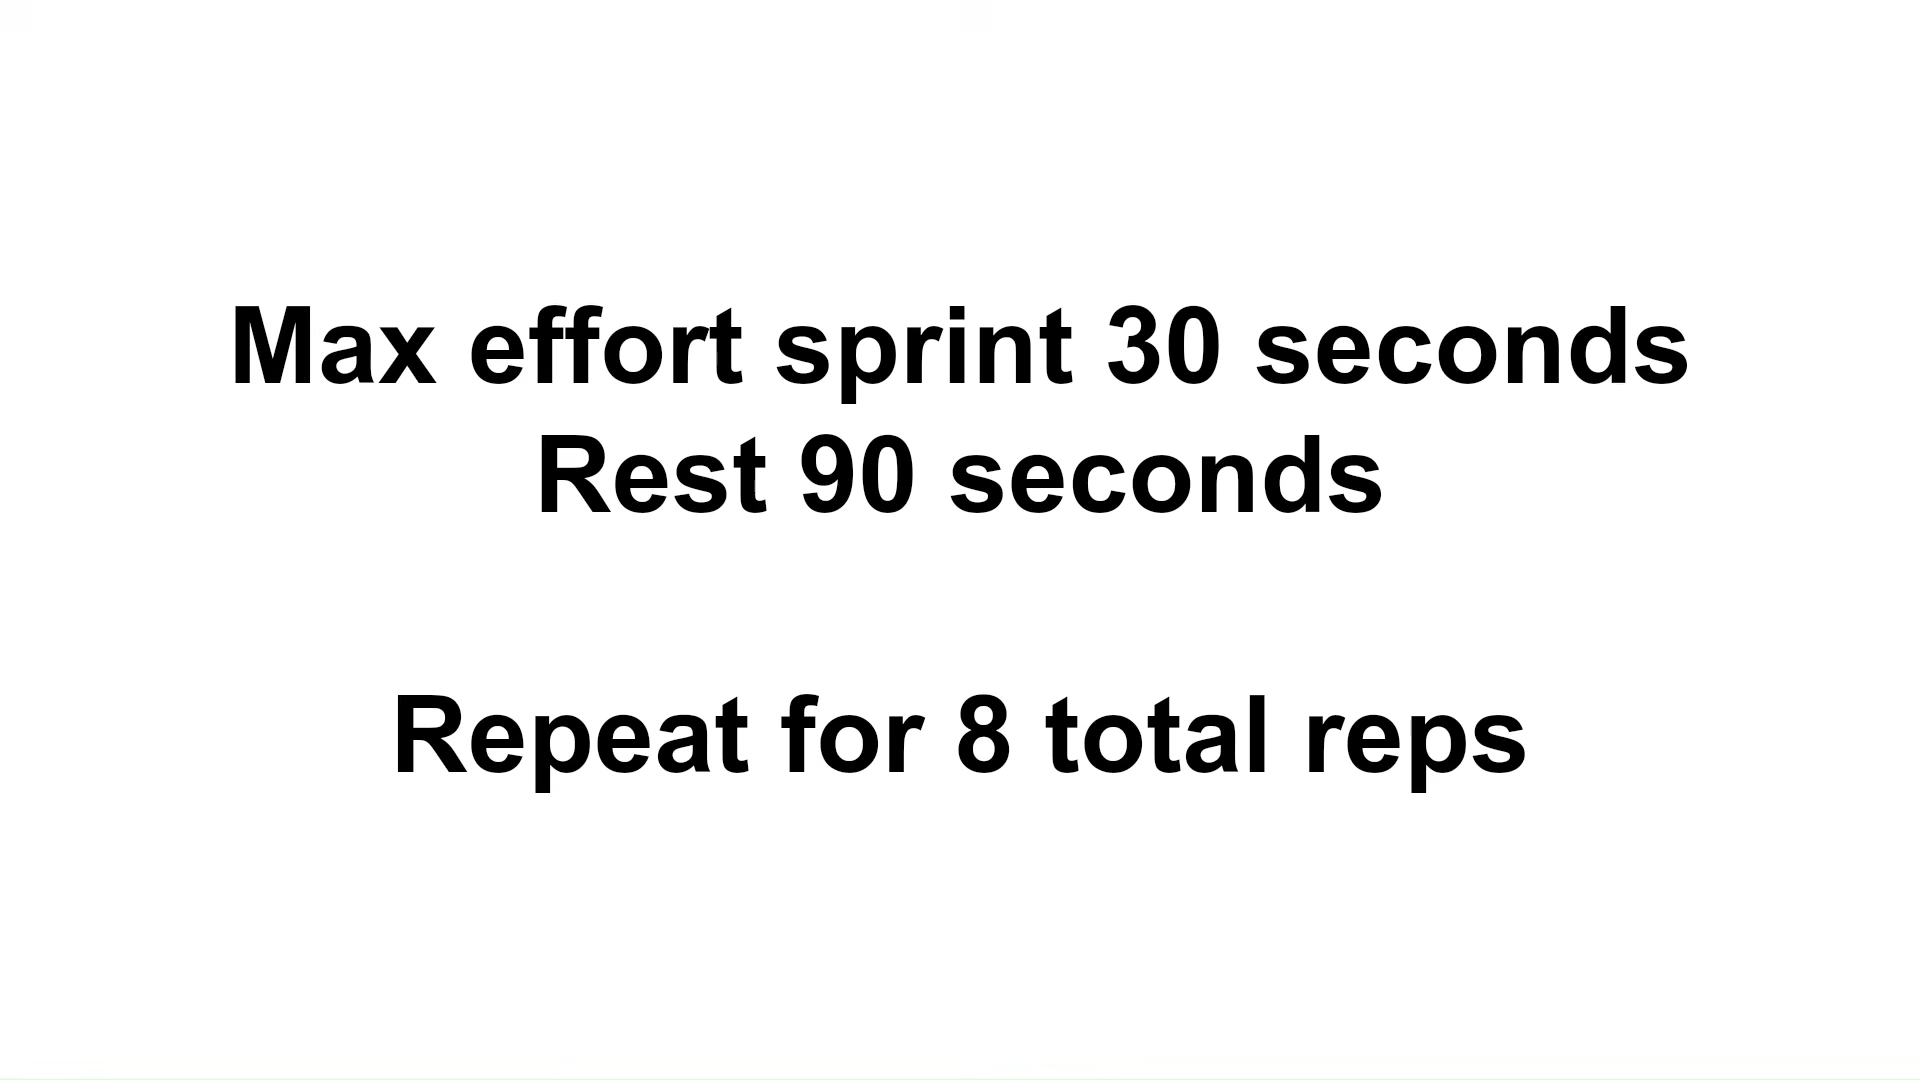 Max effort sprint 30 seconds
Rest 90 seconds
Repeat for 8 total reps